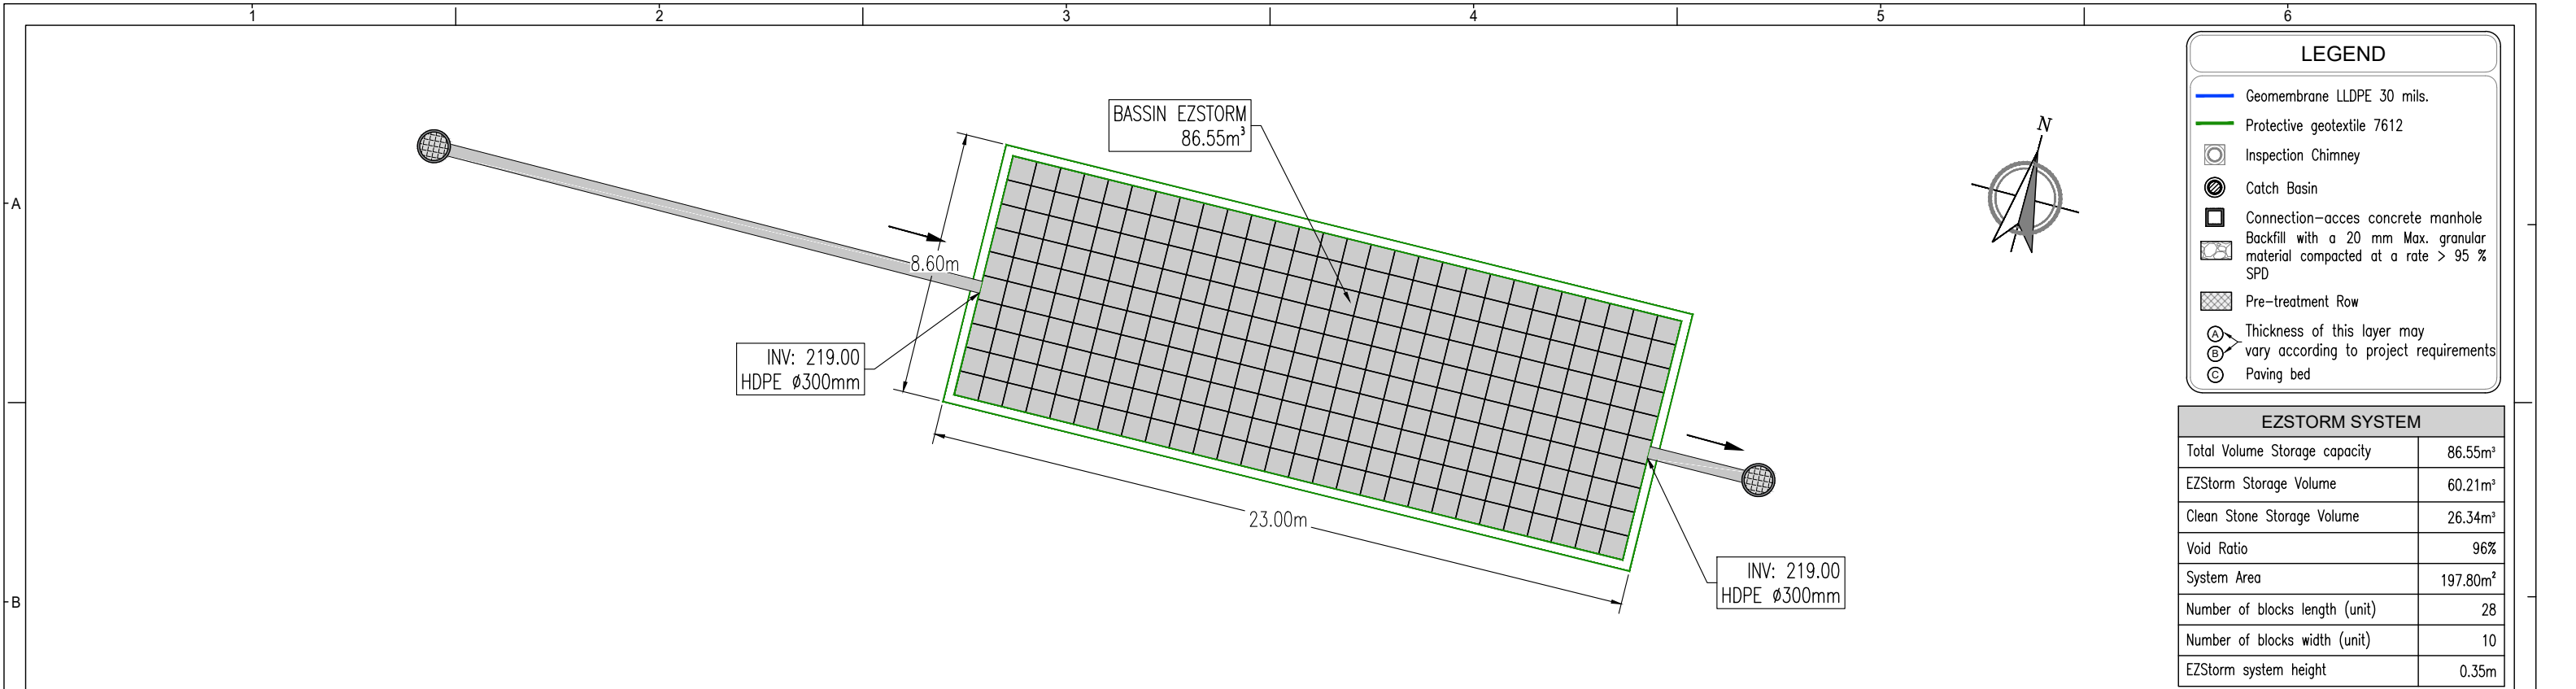 1
2
3
4
5
6
A
B
BASSIN EZSTORM
86.55m³
8.60m
INV: 219.00
HDPE ø300mm
23.00m
INV: 219.00
HDPE ø300mm
N
LEGEND
Geomembrane LLDPE 30 mils.
Protective geotextile 7612
Inspection Chimney
Catch Basin
Connection-acces concrete manhole
Backfill with a 20 mm Max. granular
material compacted at a rate > 95 %
SPD
Pre-treatment Row
A Thickness of this layer may
B vary according to project requirements
C Paving bed
EZSTORM SYSTEM
Total Volume Storage capacity 86.55m³
EZStorm Storage Volume 60.21m³
Clean Stone Storage Volume 26.34m³
Void Ratio 96%
System Area 197.80m²
Number of blocks length (unit) 28
Number of blocks width (unit) 10
EZStorm system height 0.35m